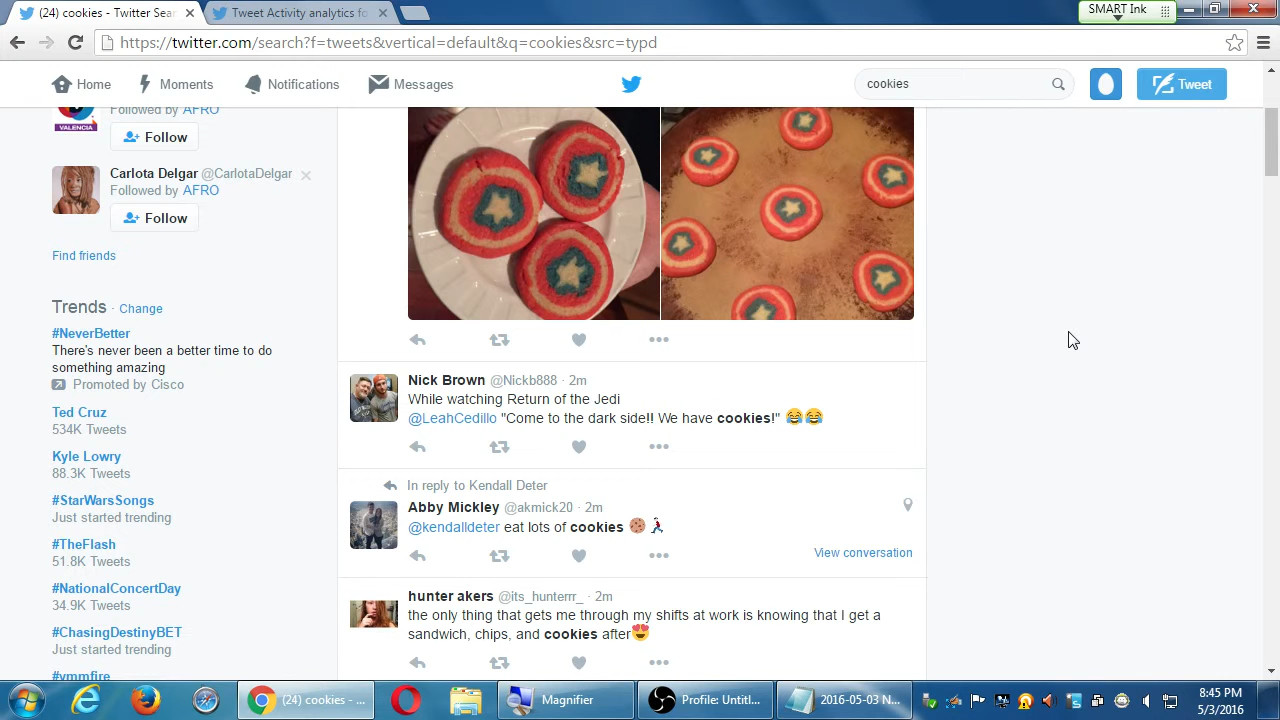 (24) cookies - Twitter Sear
Tweet Activity analytics fo
SMART Ink
https://twitter.com/search?f=tweets&vertical=default&q=cookies&src=typd
Home
Moments
Notifications
Messages
cookies
Tweet
VALENCIA
Followed by AFRO
Follow
Carlota Delgar @CarlotaDelgar
Followed by AFRO
Follow
Find friends
Trends · Change
#NeverBetter
There's never been a better time to do
something amazing
Promoted by Cisco
Ted Cruz
534K Tweets
Kyle Lowry
88.3K Tweets
#StarWarsSongs
Just started trending
#TheFlash
51.8K Tweets
#NationalConcertDay
34.9K Tweets
#ChasingDestinyBET
Just started trending
#vmmfire
Nick Brown @Nickb888 · 2m
While watching Return of the Jedi
@LeahCedillo "Come to the dark side!! We have cookies!" 😂😂
In reply to Kendall Deter
Abby Mickley @akmick20 · 2m
@kendalldeter eat lots of cookies 🍪🏃
View conversation
hunter akers @its_hunterrr_ · 2m
the only thing that gets me through my shifts at work is knowing that I get a
sandwich, chips, and cookies after😍
(24) cookies - ...
Magnifier
Profile: Untitl...
2016-05-03 N...
8:45 PM
5/3/2016